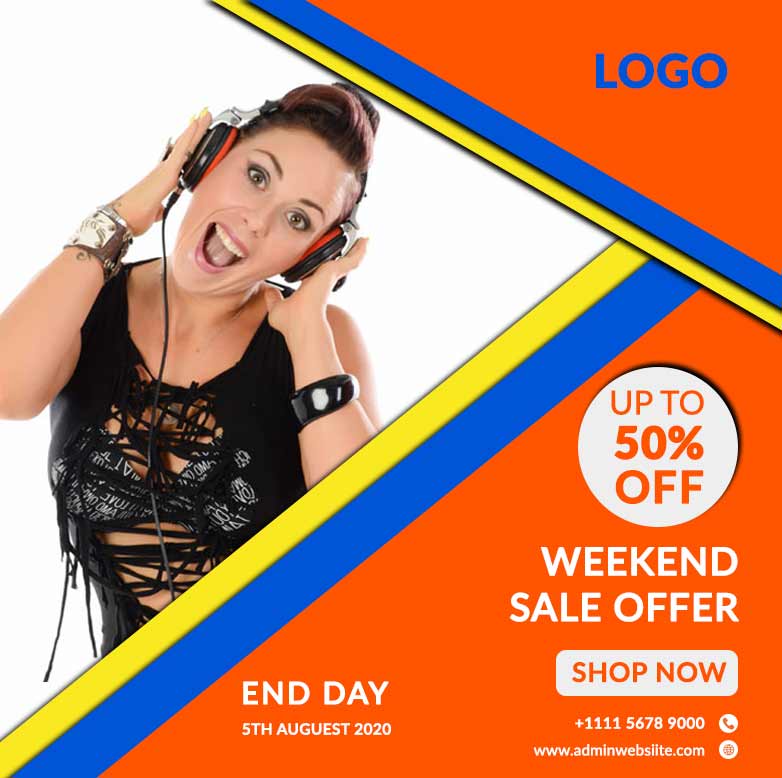 LOGO
UP TO
50%
OFF
WEEKEND
SALE OFFER
SHOP NOW
END DAY
5TH AUGUEST 2020
+1111 5678 9000
www.adminwebsiite.com